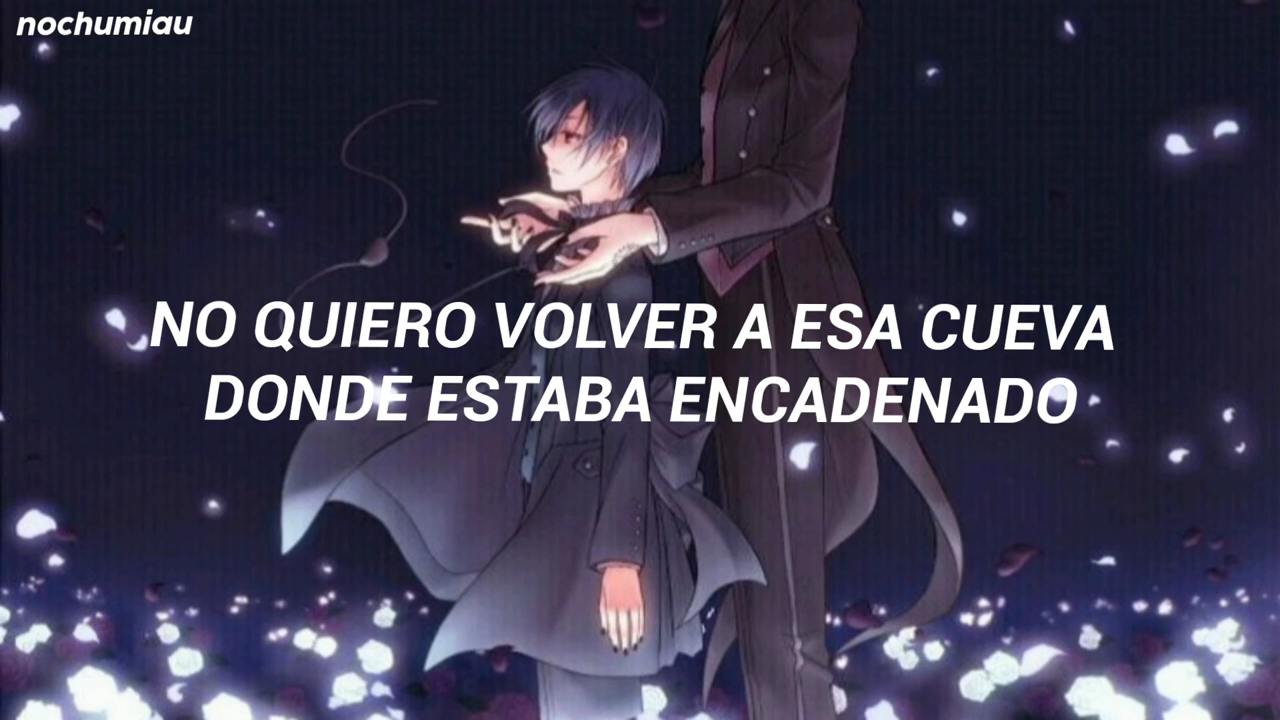 nochumiau
NO QUIERO VOLVER A ESA CUEVA
DONDE ESTABA ENCADENADO